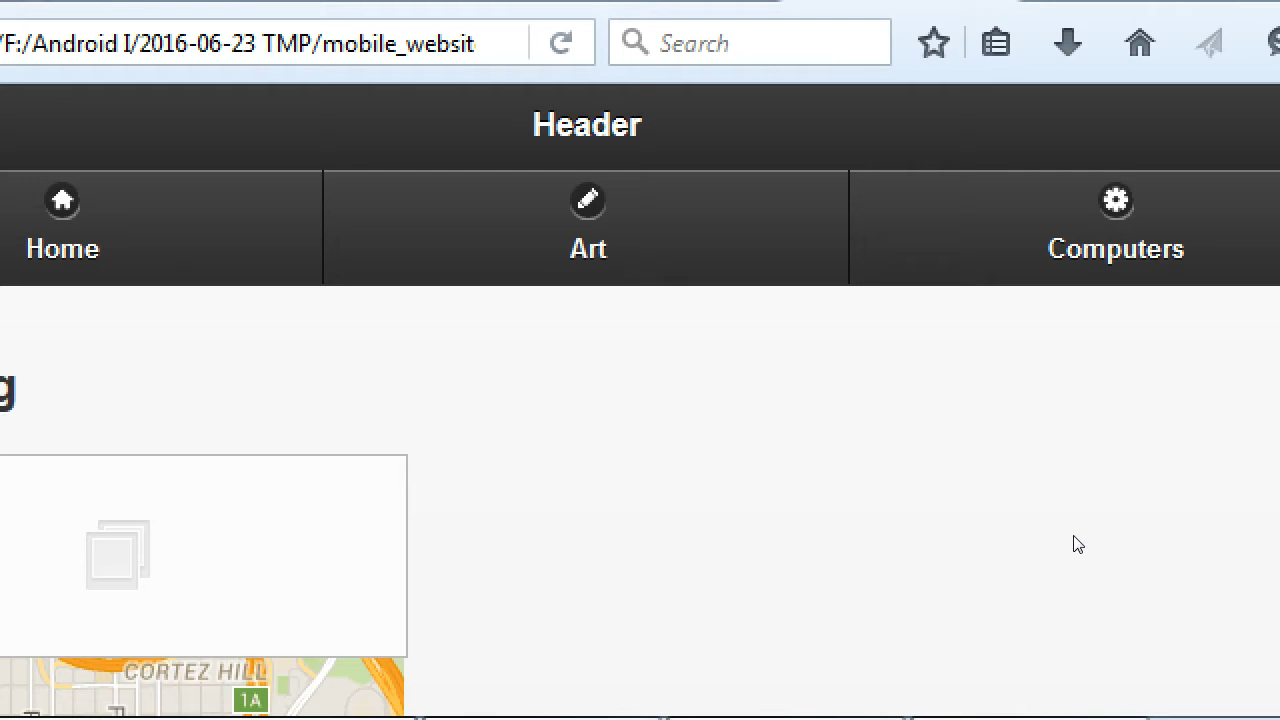 /F:/Android I/2016-06-23 TMP/mobile_websit
Search
Header
Home
Art
Computers
g
CORTEZ HILL
1A